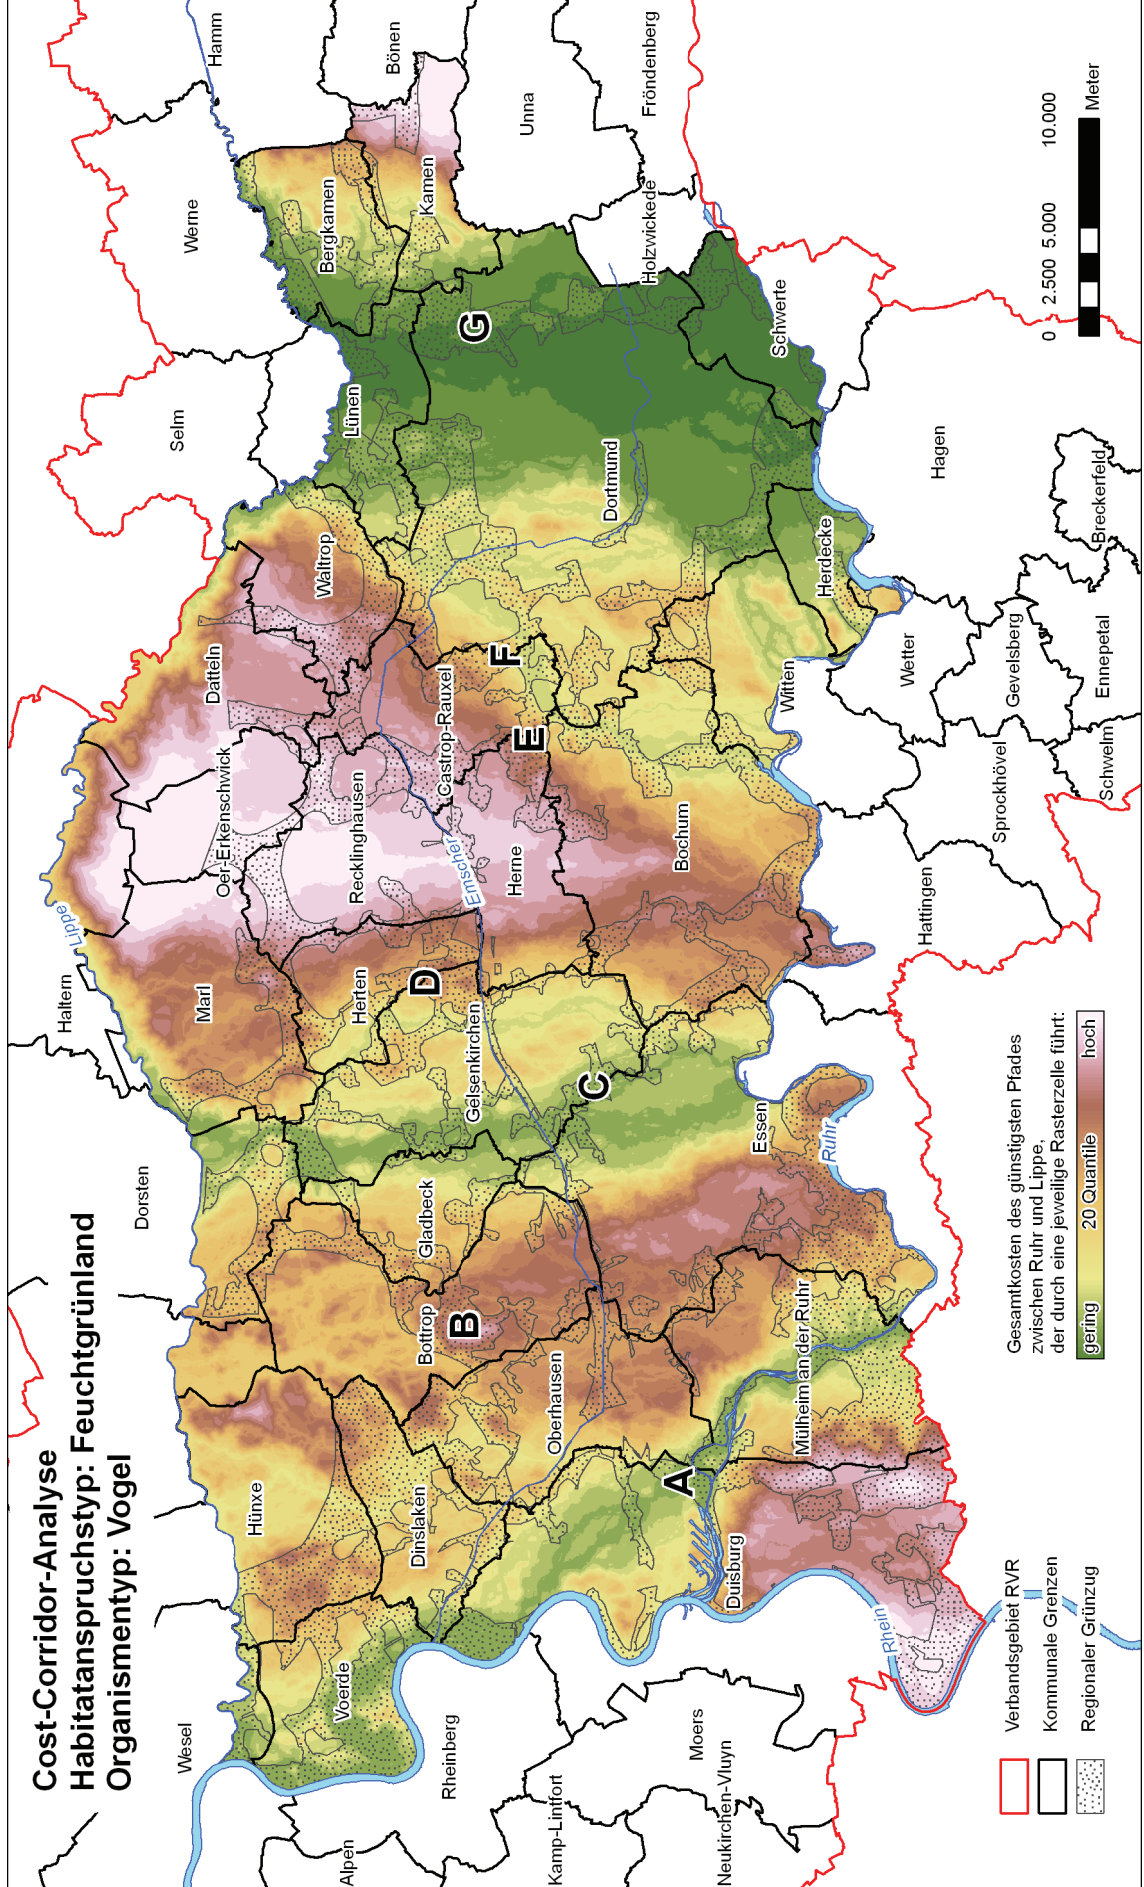 Cost-Corridor-Analyse
Habitatanspruchstyp: Feuchtgrünland
Organismentyp: Vogel
Wesel
Hünxe
Dorsten
Haltern
Lippe
Marl
Oer-Erkenschwick
Datteln
Waltrop
Selm
Werne
Hamm
Voerde
Dinslaken
Bottrop
B
Gladbeck
Gelsenkirchen
Herten
D
Recklinghausen
Castrop-Rauxel
Lünen
Bergkamen
Kamen
Bönen
Alpen
Rheinberg
Kamp-Lintfort
Moers
Neukirchen-Vluyn
Oberhausen
A
Duisburg
Rhein
C
Emscher
Herne
E
F
G
Dortmund
Unna
Holzwickede
Fröndenberg
Mülheim an der Ruhr
Essen
Ruhr
Bochum
Witten
Herdecke
Schwerte
Hattingen
Sprockhövel
Wetter
Gevelsberg
Schwelm
Ennepetal
Hagen
Breckerfeld
Verbandsgebiet RVR
Kommunale Grenzen
Regionaler Grünzug
Gesamtkosten des günstigsten Pfades
zwischen Ruhr und Lippe,
der durch eine jeweilige Rasterzelle führt:
gering 20 Quantile hoch
0 2.500 5.000 10.000
Meter